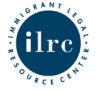 IMMIGRANT LEGAL
ilrc
RESOURCE CENTER